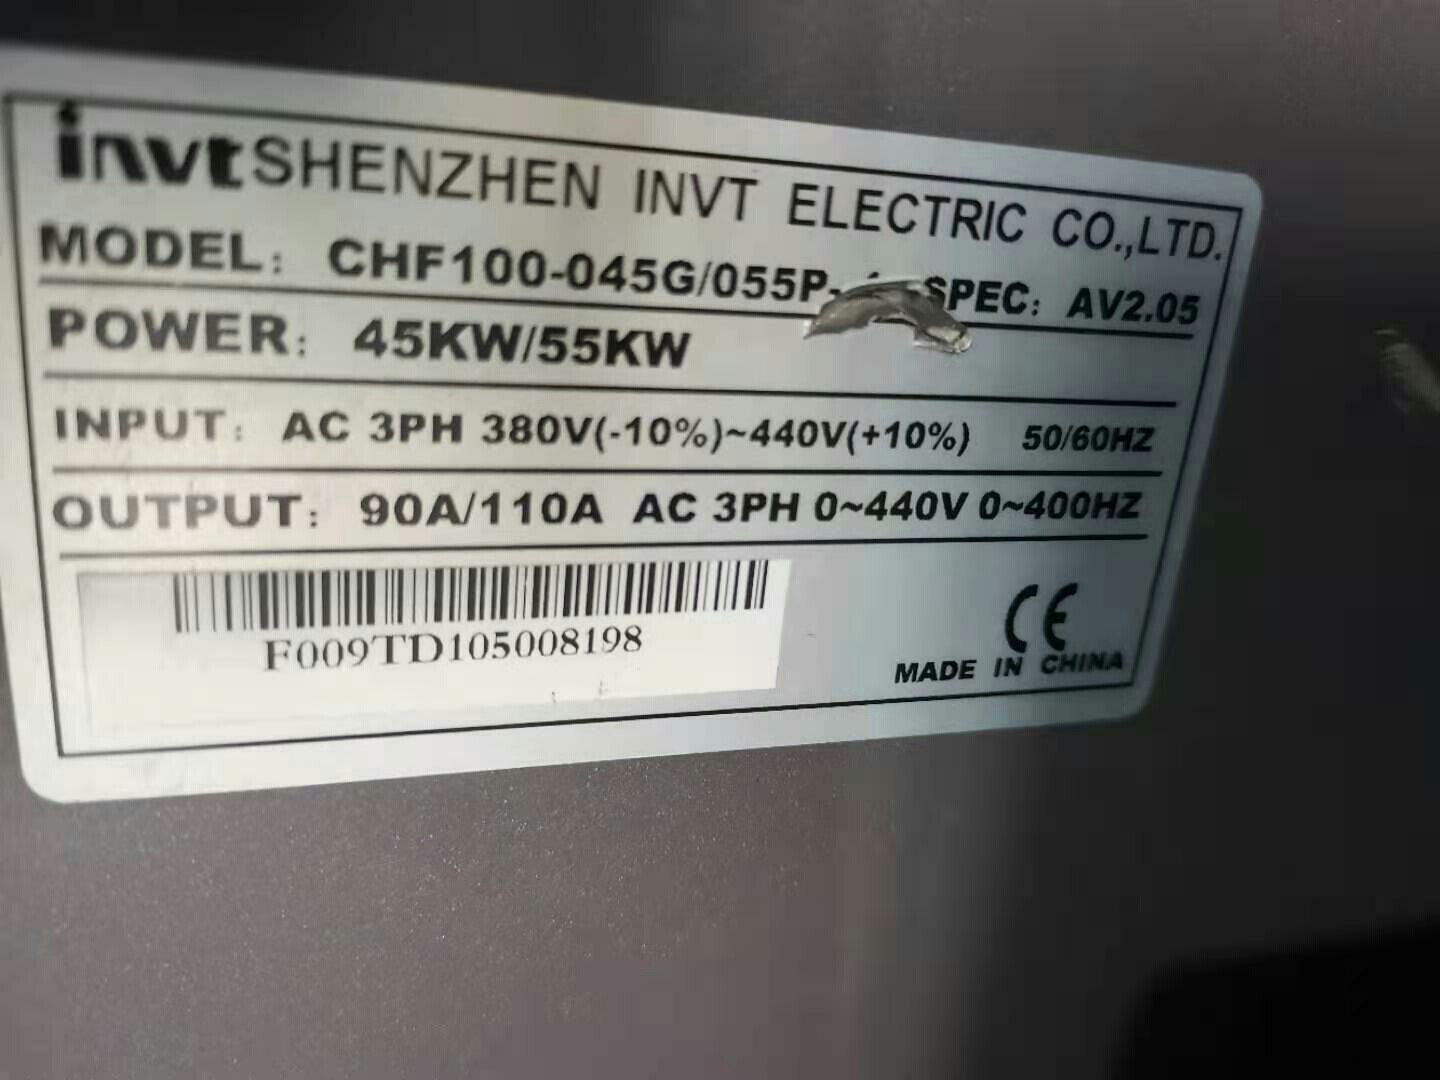 invt SHENZHEN INVT ELECTRIC CO.,LTD.
MODEL: CHF100-045G/055P- SPEC: AV2.05
POWER: 45KW/55KW
INPUT: AC 3PH 380V(-10%)~440V(+10%) 50/60HZ
OUTPUT: 90A/110A AC 3PH 0~440V 0~400HZ
F009TD105008198
CE
MADE IN CHINA